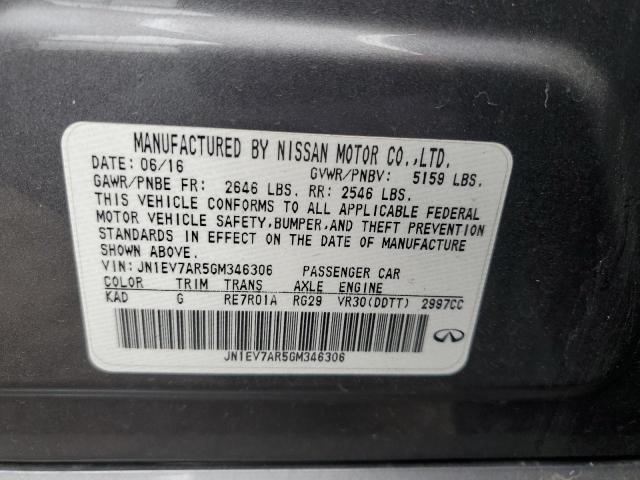 MANUFACTURED BY NISSAN MOTOR CO.,LTD.
DATE: 06/16 GVWR/PNBV: 5159 LBS.
GAWR/PNBE FR: 2646 LBS. RR: 2546 LBS.
THIS VEHICLE CONFORMS TO ALL APPLICABLE FEDERAL
MOTOR VEHICLE SAFETY,BUMPER,AND THEFT PREVENTION
STANDARDS IN EFFECT ON THE DATE OF MANUFACTURE
SHOWN ABOVE.
VIN: JN1EV7AR5GM346306 PASSENGER CAR
COLOR TRIM TRANS AXLE ENGINE
KAD G RE7R01A RG29 VR30(DDTT) 2997CC
JN1EV7AR5GM346306